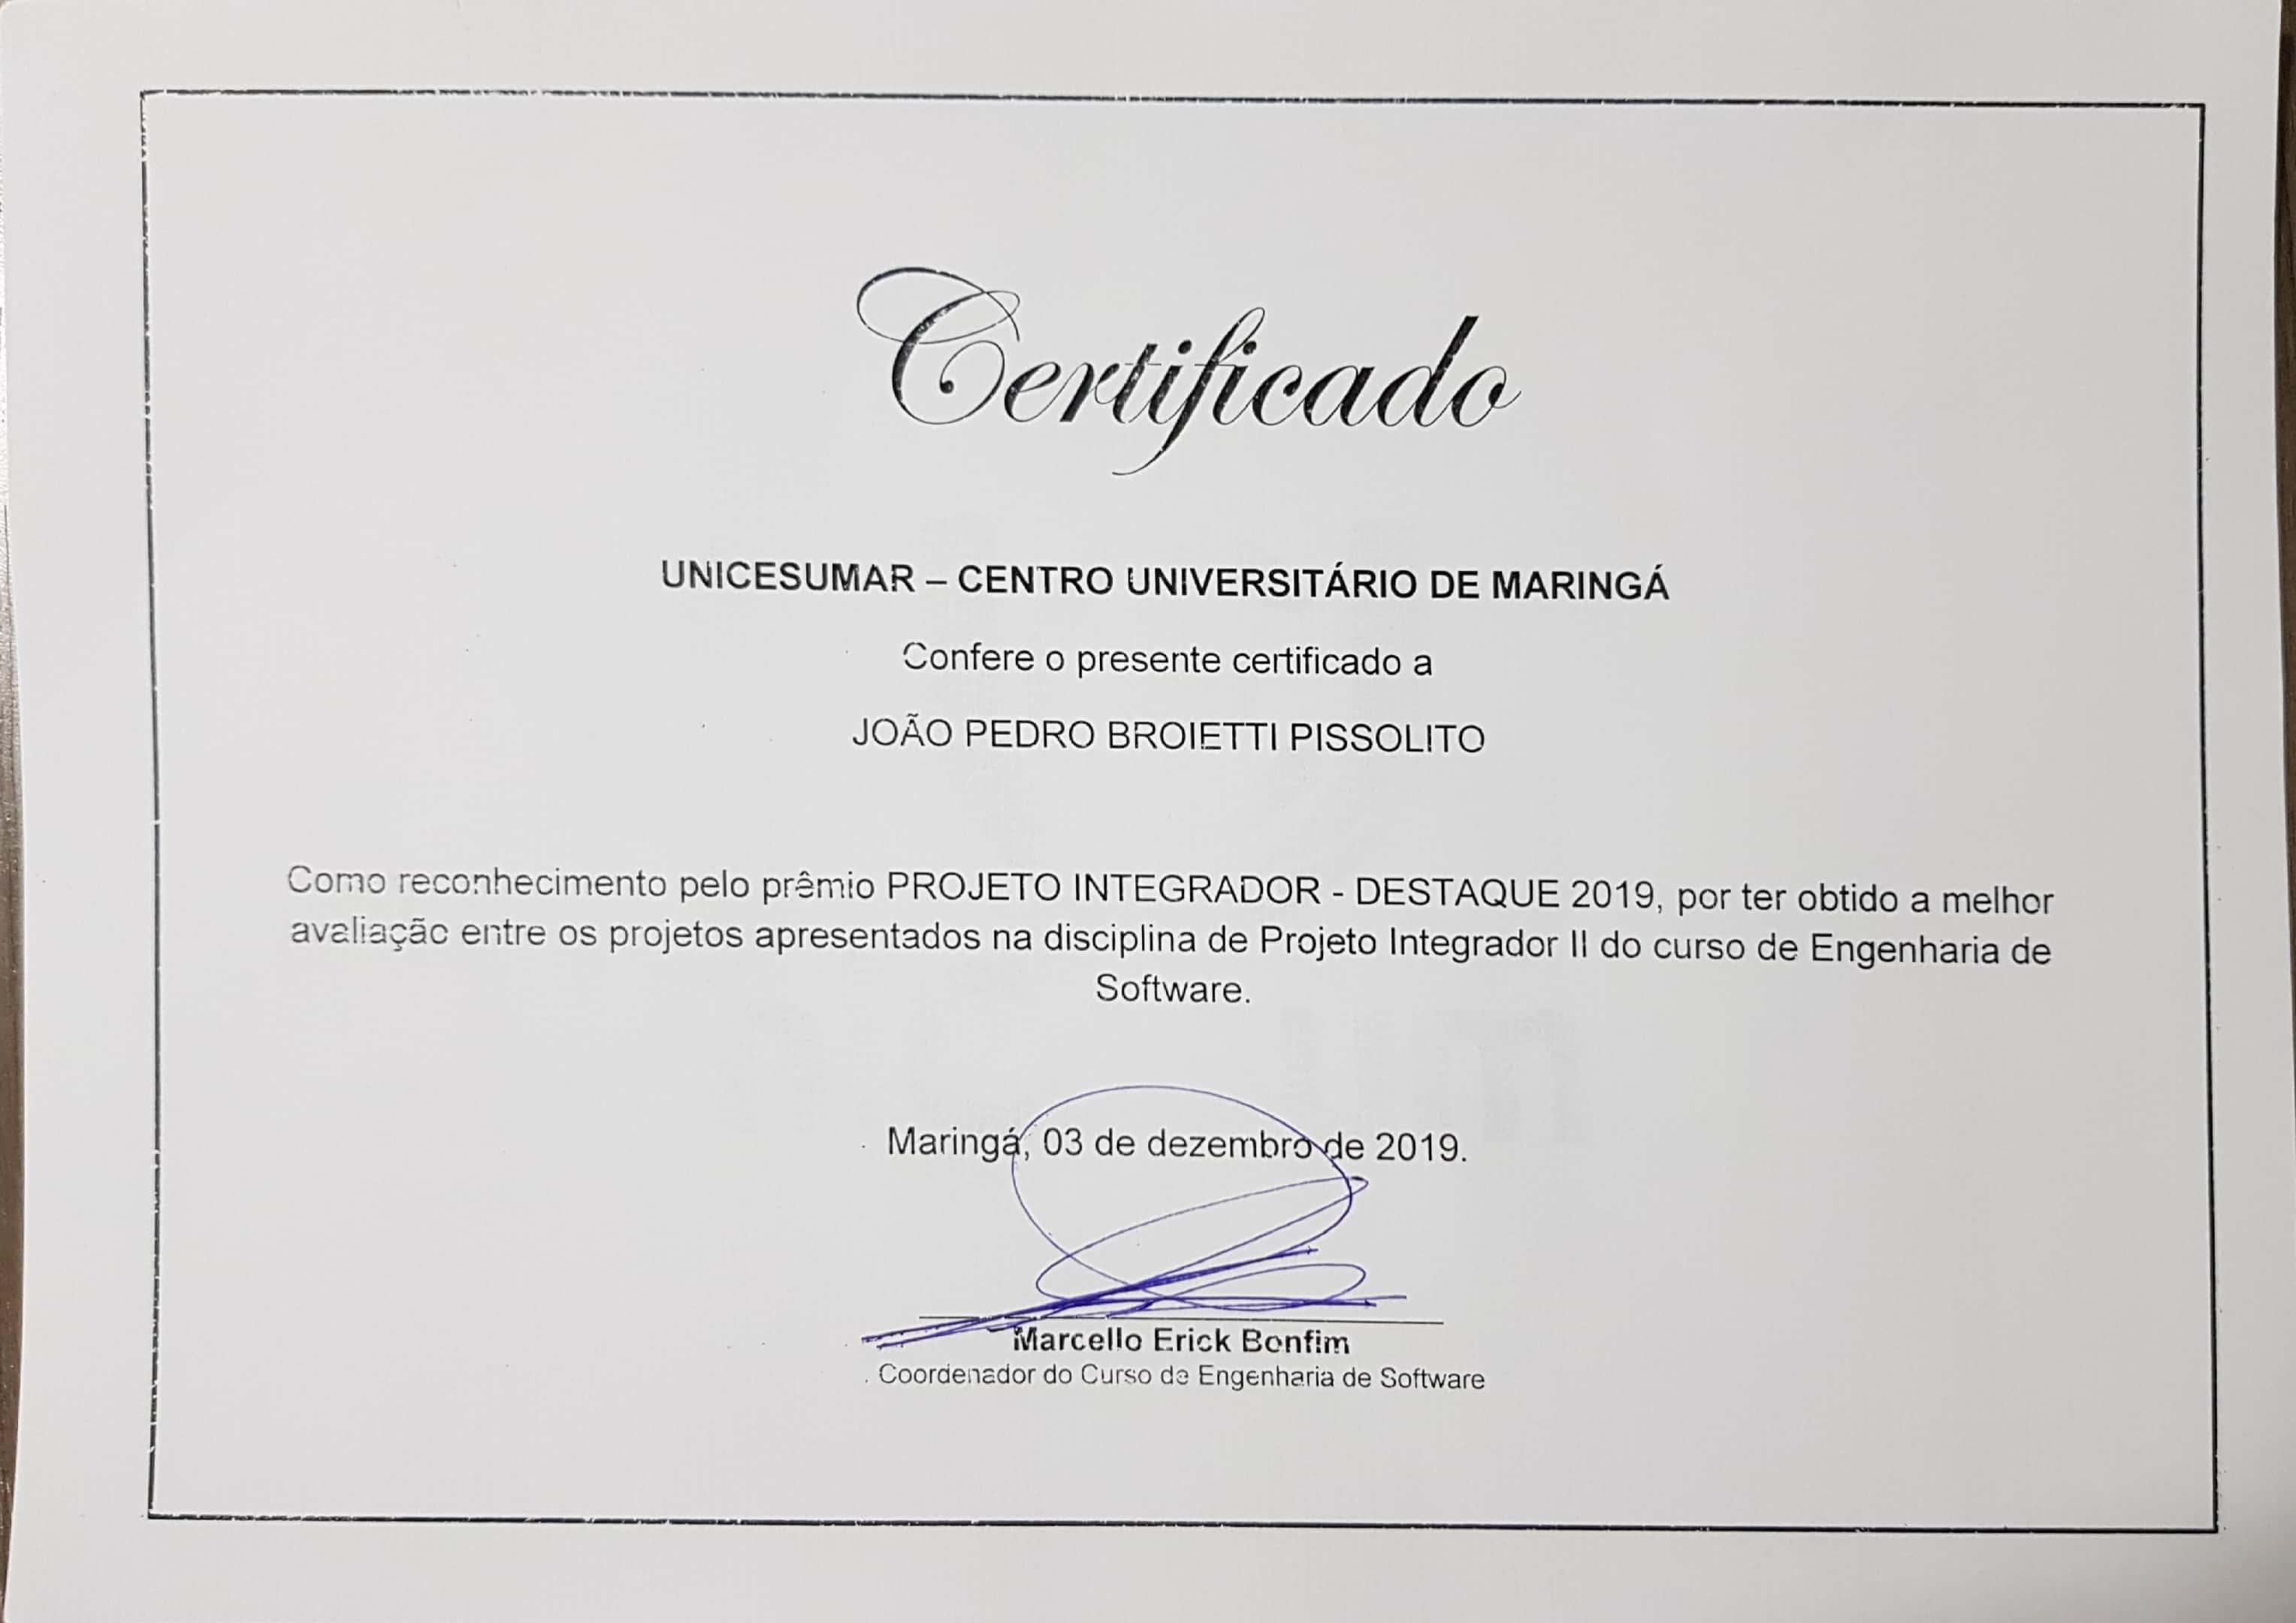 Certificado
UNICESUMAR – CENTRO UNIVERSITÁRIO DE MARINGÁ
Confere o presente certificado a
JOÃO PEDRO BROIETTI PISSOLITO
Como reconhecimento pelo prêmio PROJETO INTEGRADOR - DESTAQUE 2019, por ter obtido a melhor
avaliação entre os projetos apresentados na disciplina de Projeto Integrador II do curso de Engenharia de
Software.
Maringá, 03 de dezembro de 2019.
Marcello Erick Bonfim
Coordenador do Curso de Engenharia de Software